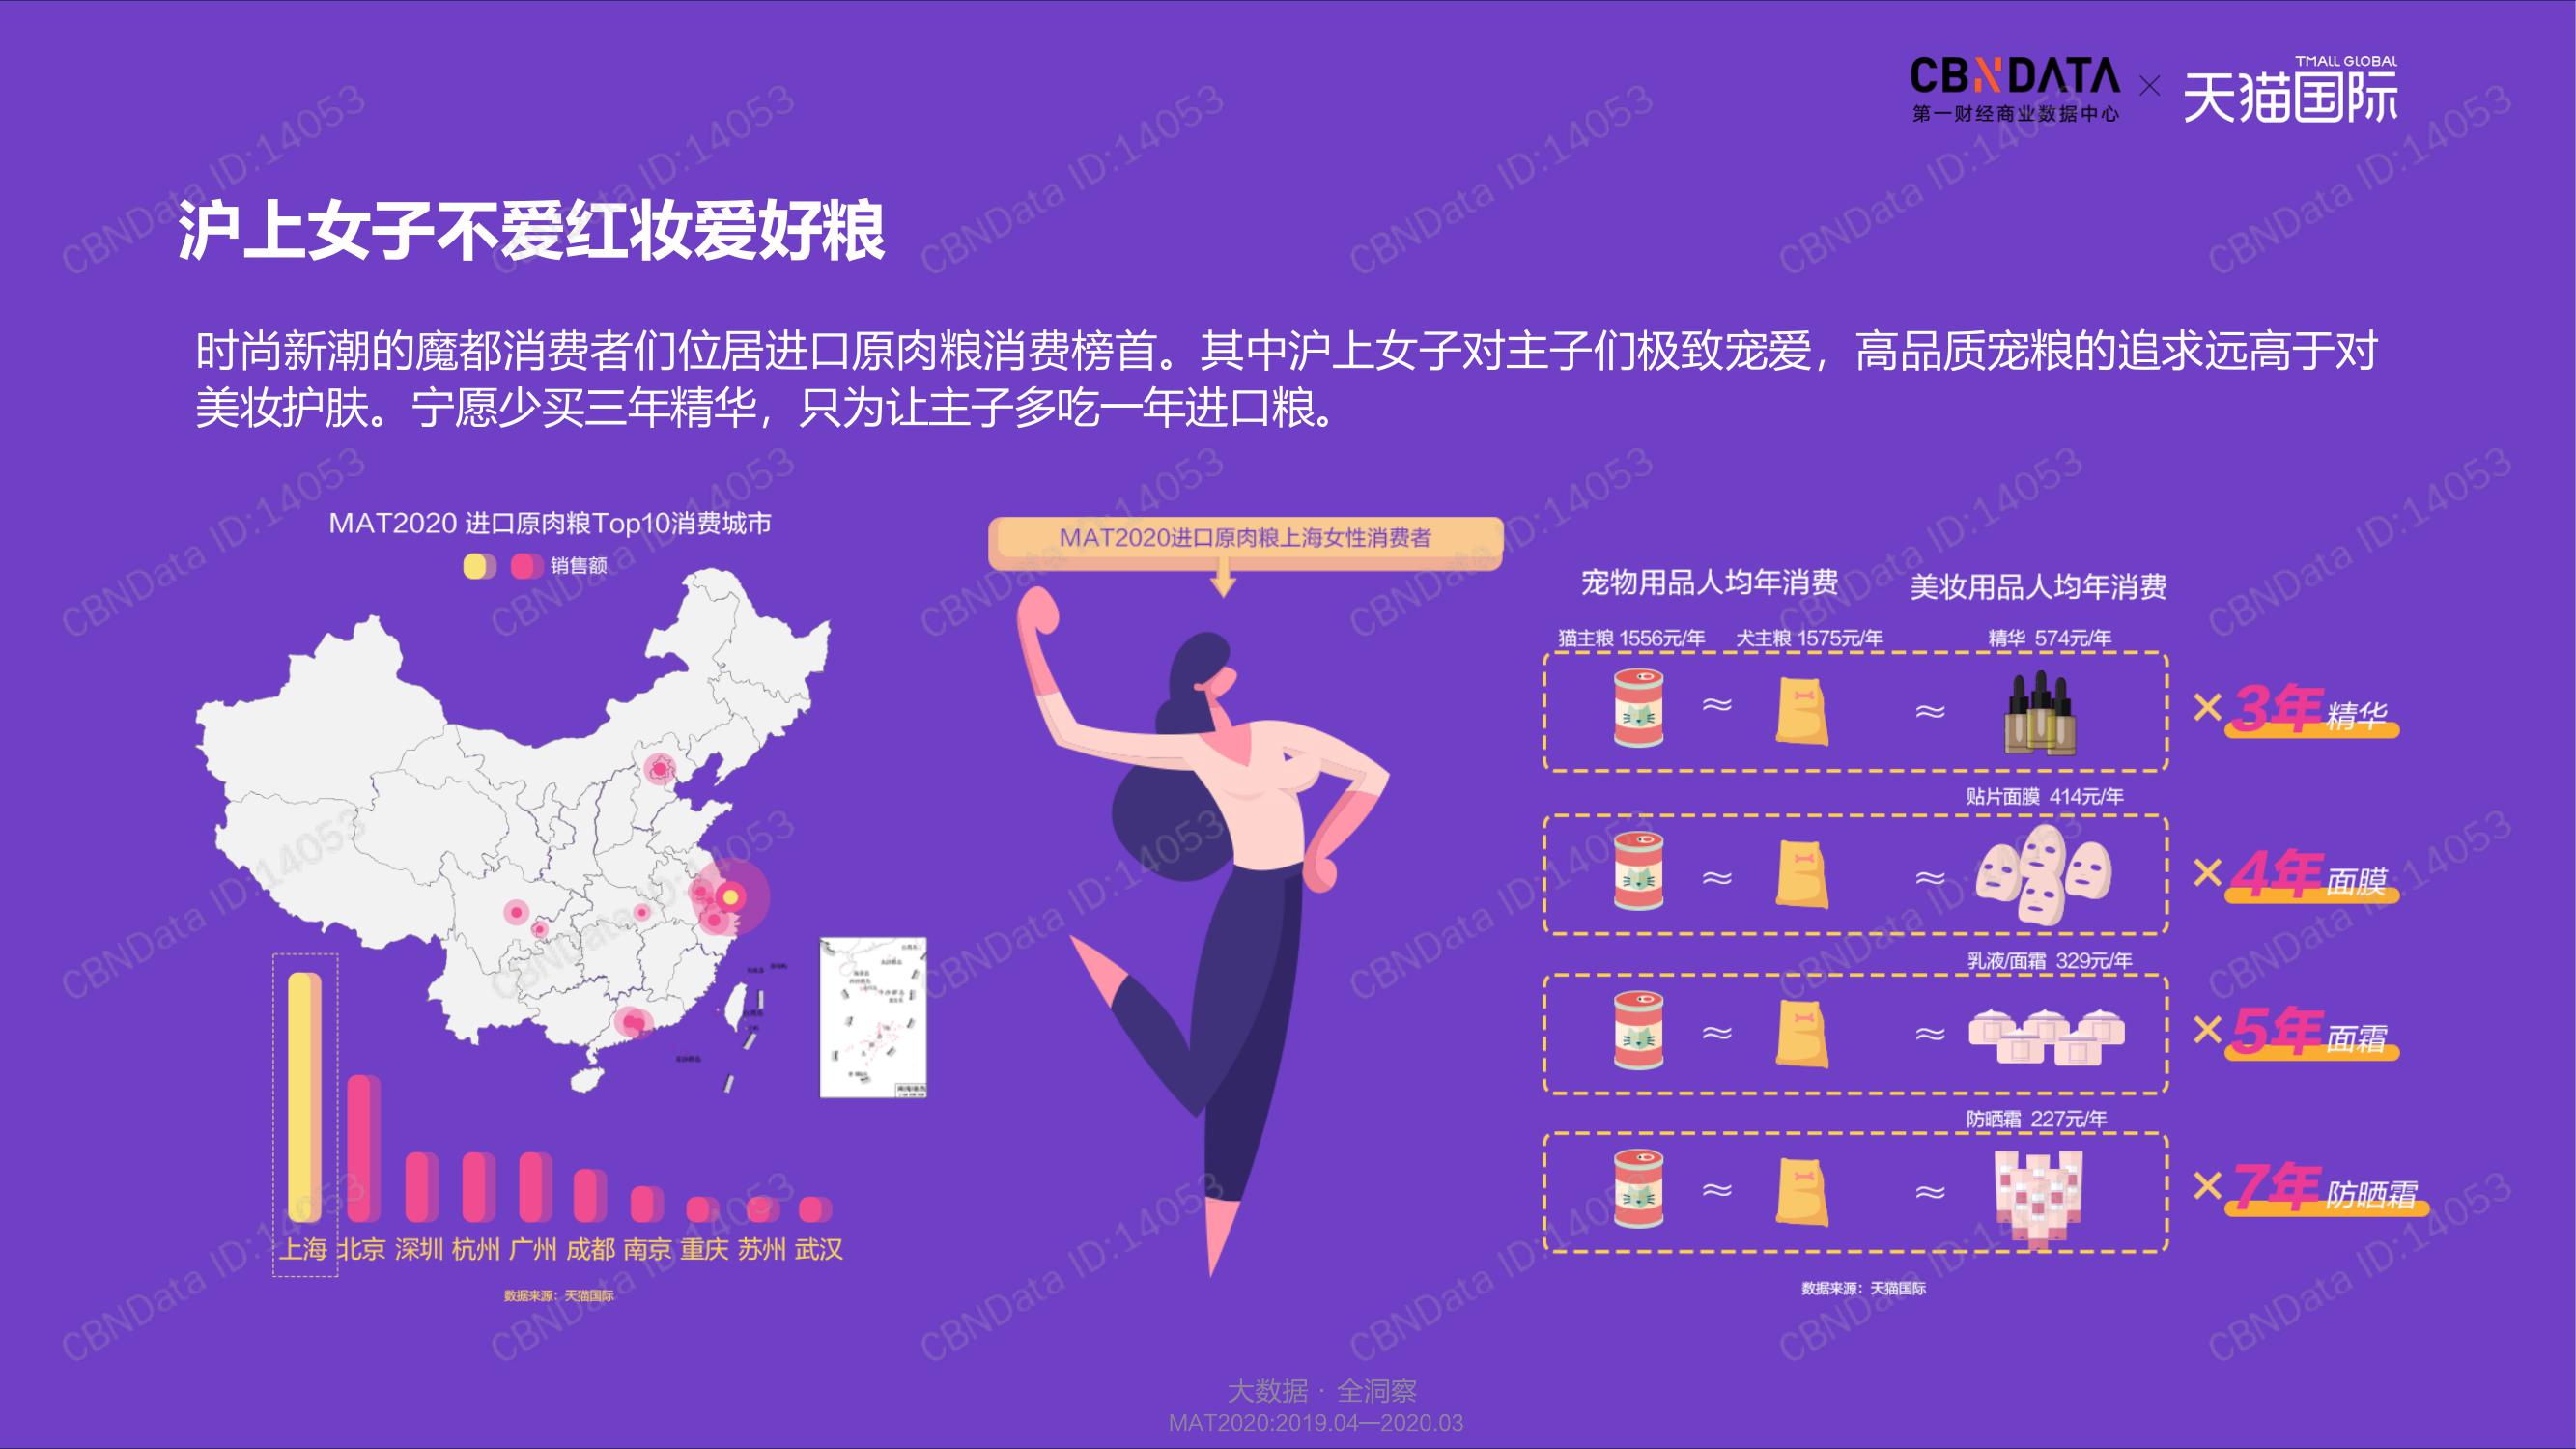 CBNDATA
第一财经商业数据中心
×
TMALL GLOBAL
天猫国际
沪上女子不爱红妆爱好粮
时尚新潮的魔都消费者们位居进口原肉粮消费榜首。其中沪上女子对主子们极致宠爱，高品质宠粮的追求远高于对
美妆护肤。宁愿少买三年精华，只为让主子多吃一年进口粮。
MAT2020 进口原肉粮Top10消费城市
销售额
上海 北京 深圳 杭州 广州 成都 南京 重庆 苏州 武汉
数据来源：天猫国际
MAT2020进口原肉粮上海女性消费者
宠物用品人均年消费 美妆用品人均年消费
猫主粮 1556元/年 犬主粮 1575元/年 精华 574元/年
≈ ≈ ×3年精华
贴片面膜 414元/年
≈ ≈ ×4年面膜
乳液/面霜 329元/年
≈ ≈ ×5年面霜
防晒霜 227元/年
≈ ≈ ×7年防晒霜
数据来源：天猫国际
大数据 · 全洞察
MAT2020:2019.04—2020.03
CBNData ID:14053